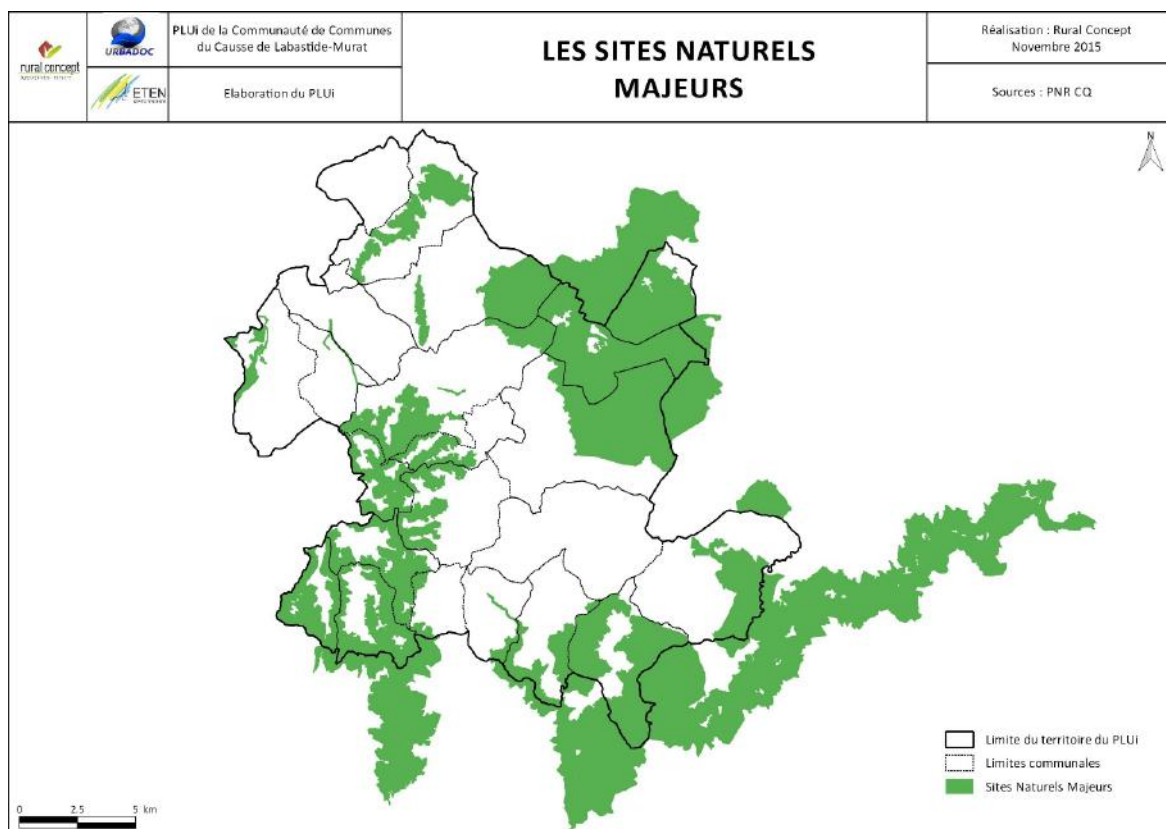 rural concept
URBADOC
ETEN
PLUi de la Communauté de Communes
du Causse de Labastide-Murat
Elaboration du PLUi
LES SITES NATURELS
MAJEURS
Réalisation : Rural Concept
Novembre 2015
Sources : PNR CQ
N
Limite du territoire du PLUi
Limites communales
Sites Naturels Majeurs
0 2.5 5 km